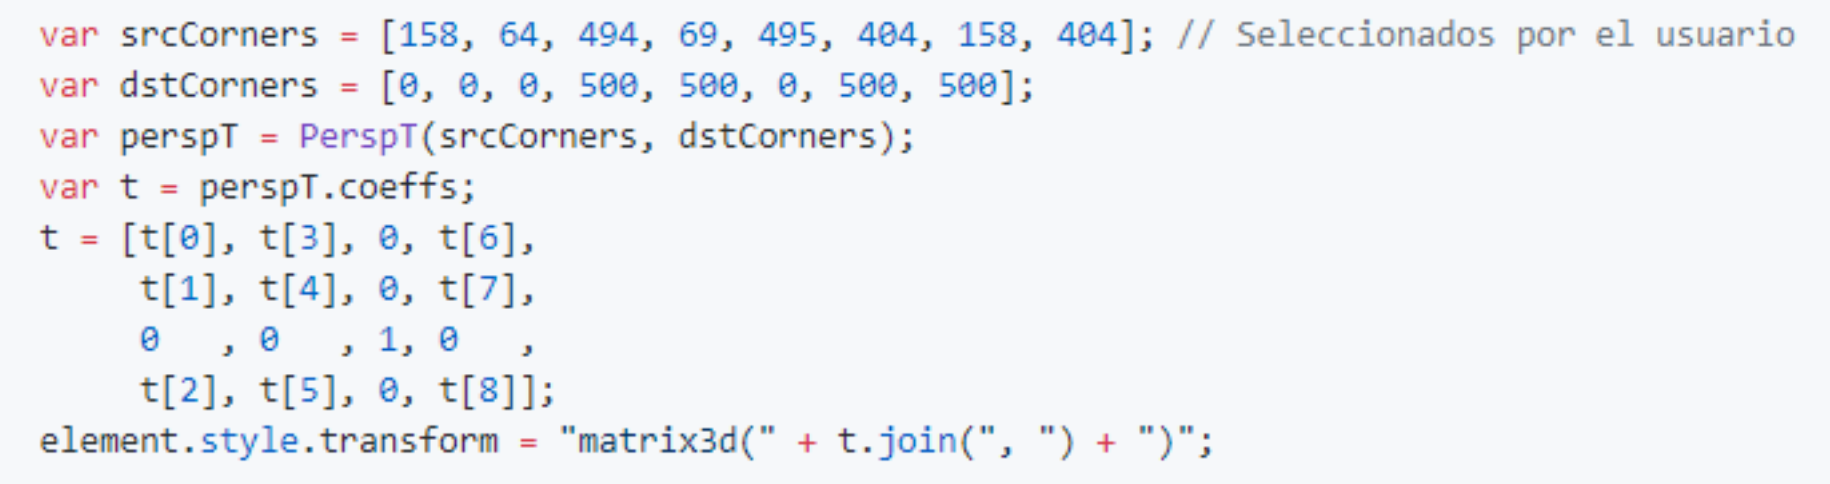 var srcCorners = [158, 64, 494, 69, 495, 404, 158, 404]; // Seleccionados por el usuario
var dstCorners = [0, 0, 0, 500, 500, 0, 500, 500];
var perspT = PerspT(srcCorners, dstCorners);
var t = perspT.coeffs;
t = [t[0], t[3], 0, t[6],
     t[1], t[4], 0, t[7],
     0   , 0   , 1, 0   ,
     t[2], t[5], 0, t[8]];
element.style.transform = "matrix3d(" + t.join(", ") + ")";